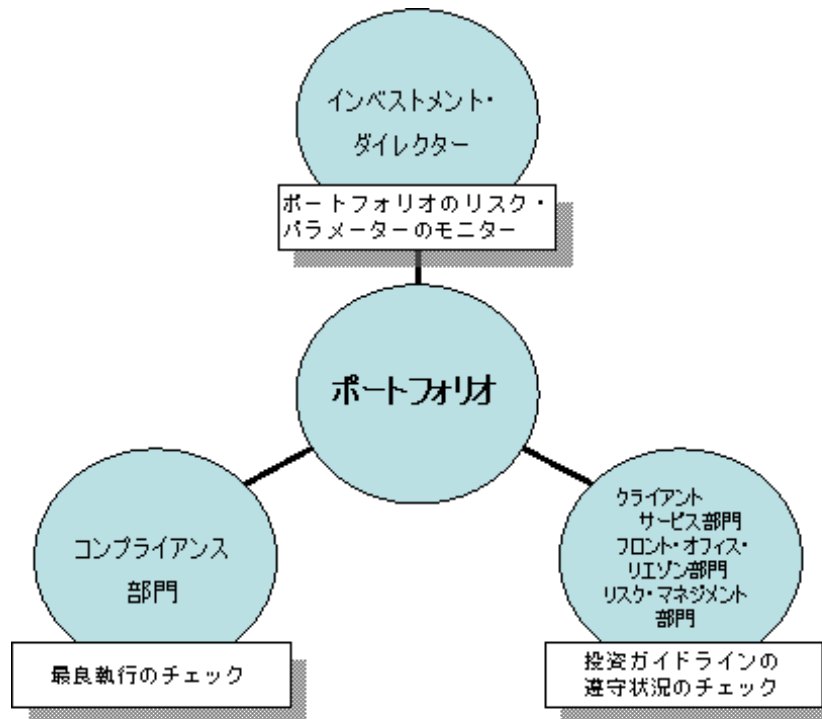 インベストメント・
ダイレクター
ポートフォリオのリスク・
パラメーターのモニター
ポートフォリオ
コンプライアンス
部門
最良執行のチェック
クライアント
サービス部門
フロント・オフィス・
リエゾン部門
リスク・マネジメント
部門
投資ガイドラインの
遵守状況のチェック